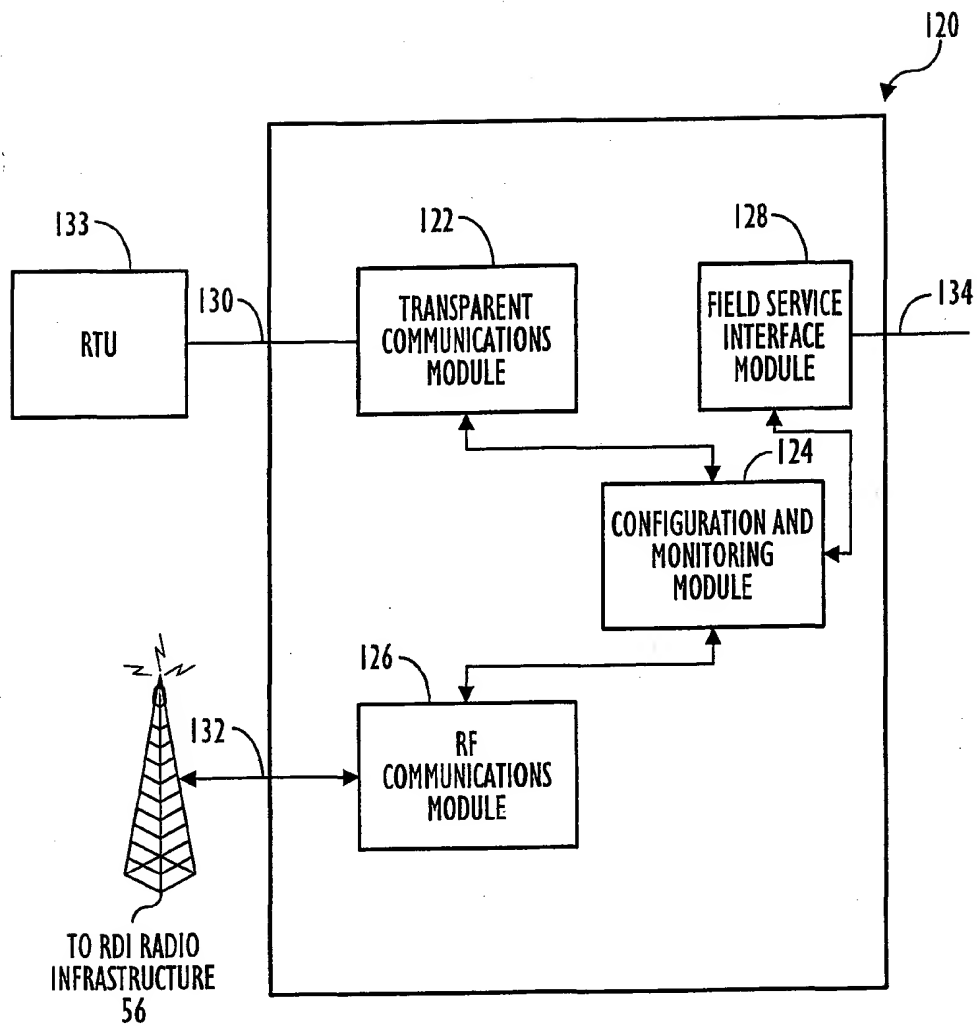 120
133
RTU
130
122
TRANSPARENT
COMMUNICATIONS
MODULE
128
FIELD SERVICE
INTERFACE
MODULE
134
124
CONFIGURATION AND
MONITORING
MODULE
126
RF
COMMUNICATIONS
MODULE
132
TO RDI RADIO
INFRASTRUCTURE
56